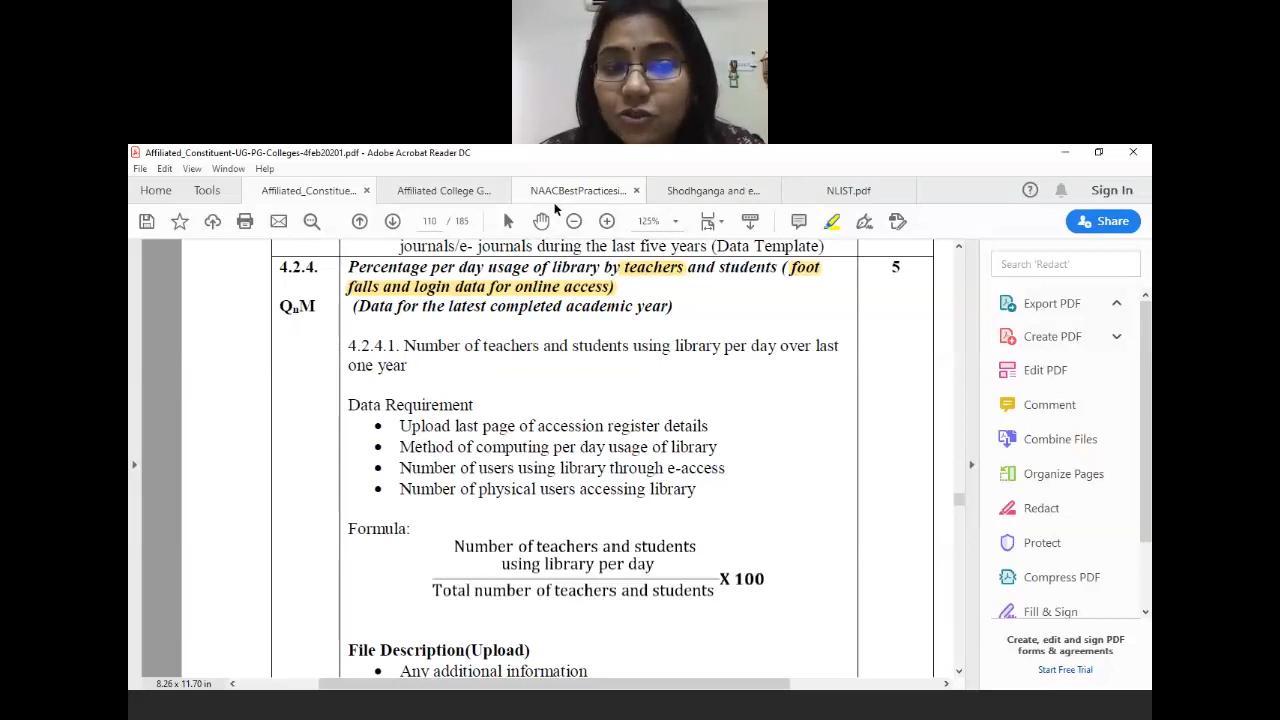 Affiliated_Constituent-UG-PG-Colleges-4feb20201.pdf - Adobe Acrobat Reader DC
File Edit View Window Help
Home Tools Affiliated_Constitue... Affiliated College G... NAACBestPracticesi... Shodhganga and e... NLIST.pdf Sign In
110 / 185 125% Share
journals/e- journals during the last five years (Data Template)
4.2.4. Percentage per day usage of library by teachers and students ( foot 5
falls and login data for online access)
QnM (Data for the latest completed academic year)
4.2.4.1. Number of teachers and students using library per day over last
one year
Data Requirement
• Upload last page of accession register details
• Method of computing per day usage of library
• Number of users using library through e-access
• Number of physical users accessing library
Formula:
Number of teachers and students
using library per day
X 100
Total number of teachers and students
File Description(Upload)
• Any additional information
8.26 x 11.70 in
Search 'Redact'
Export PDF
Create PDF
Edit PDF
Comment
Combine Files
Organize Pages
Redact
Protect
Compress PDF
Fill & Sign
Create, edit and sign PDF
forms & agreements
Start Free Trial